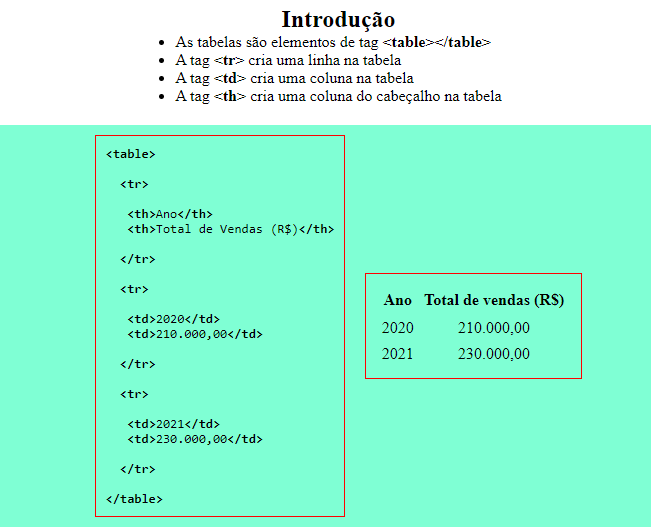 Introdução
• As tabelas são elementos de tag <table></table>
• A tag <tr> cria uma linha na tabela
• A tag <td> cria uma coluna na tabela
• A tag <th> cria uma coluna do cabeçalho na tabela
<table>
<tr>
<th>Ano</th>
<th>Total de Vendas (R$)</th>
</tr>
<tr>
<td>2020</td>
<td>210.000,00</td>
</tr>
<tr>
<td>2021</td>
<td>230.000,00</td>
</tr>
</table>
Ano Total de vendas (R$)
2020 210.000,00
2021 230.000,00